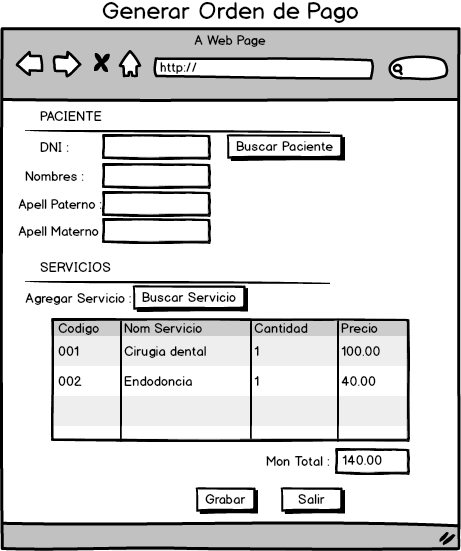 Generar Orden de Pago
A Web Page
http://
PACIENTE
DNI :
Buscar Paciente
Nombres :
Apell Paterno :
Apell Materno
SERVICIOS
Agregar Servicio : Buscar Servicio
Codigo Nom Servicio Cantidad Precio
001 Cirugia dental 1 100.00
002 Endodoncia 1 40.00
Mon Total : 140.00
Grabar Salir